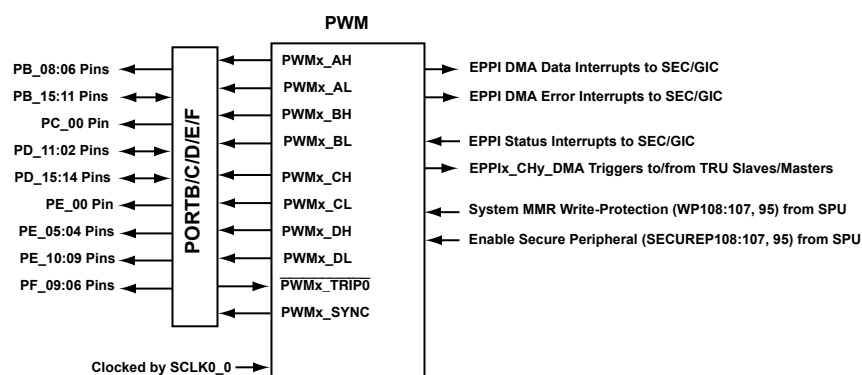 PWM
PB_08:06 Pins
PB_15:11 Pins
PC_00 Pin
PD_11:02 Pins
PD_15:14 Pins
PE_00 Pin
PE_05:04 Pins
PE_10:09 Pins
PF_09:06 Pins
PORTB/C/D/E/F
PWMx_AH
PWMx_AL
PWMx_BH
PWMx_BL
PWMx_CH
PWMx_CL
PWMx_DH
PWMx_DL
PWMx_TRIP0
PWMx_SYNC
Clocked by SCLK0_0
EPPI DMA Data Interrupts to SEC/GIC
EPPI DMA Error Interrupts to SEC/GIC
EPPI Status Interrupts to SEC/GIC
EPPIx_CHy_DMA Triggers to/from TRU Slaves/Masters
System MMR Write-Protection (WP108:107, 95) from SPU
Enable Secure Peripheral (SECUREP108:107, 95) from SPU